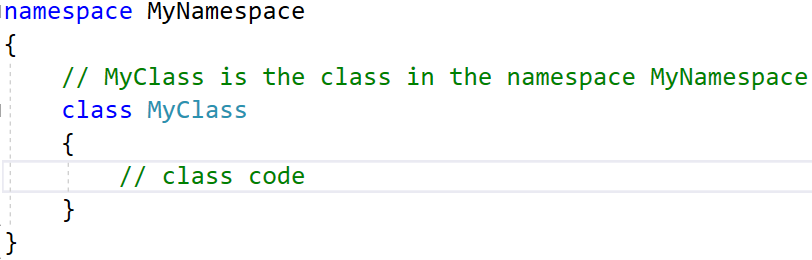 namespace MyNamespace
{
// MyClass is the class in the namespace MyNamespace
class MyClass
{
// class code
}
}